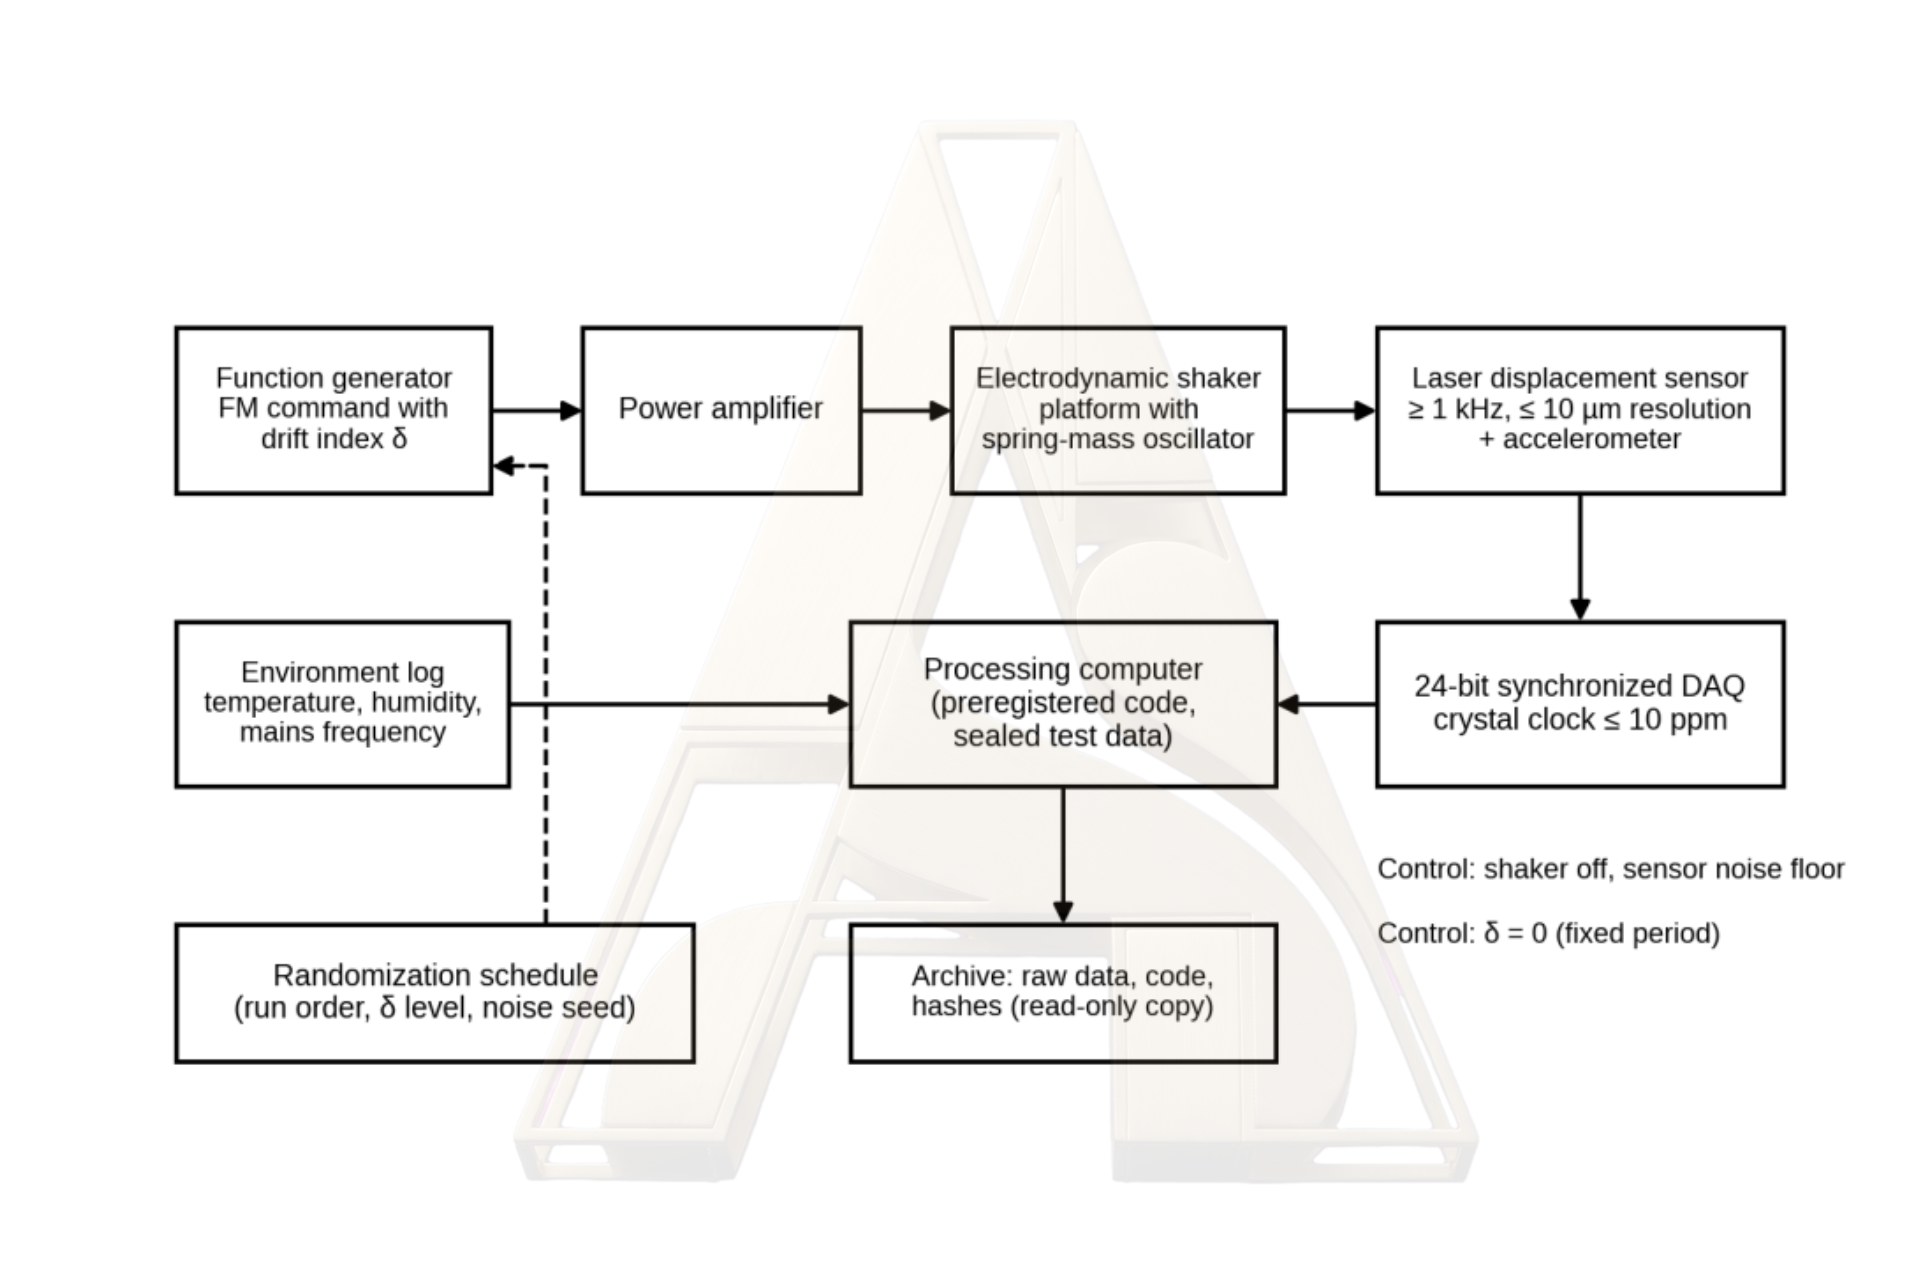 Function generator
FM command with
drift index δ
Power amplifier
Electrodynamic shaker
platform with
spring-mass oscillator
Laser displacement sensor
≥ 1 kHz, ≤ 10 µm resolution
+ accelerometer
Environment log
temperature, humidity,
mains frequency
Processing computer
(preregistered code,
sealed test data)
24-bit synchronized DAQ
crystal clock ≤ 10 ppm
Control: shaker off, sensor noise floor
Control: δ = 0 (fixed period)
Randomization schedule
(run order, δ level, noise seed)
Archive: raw data, code,
hashes (read-only copy)